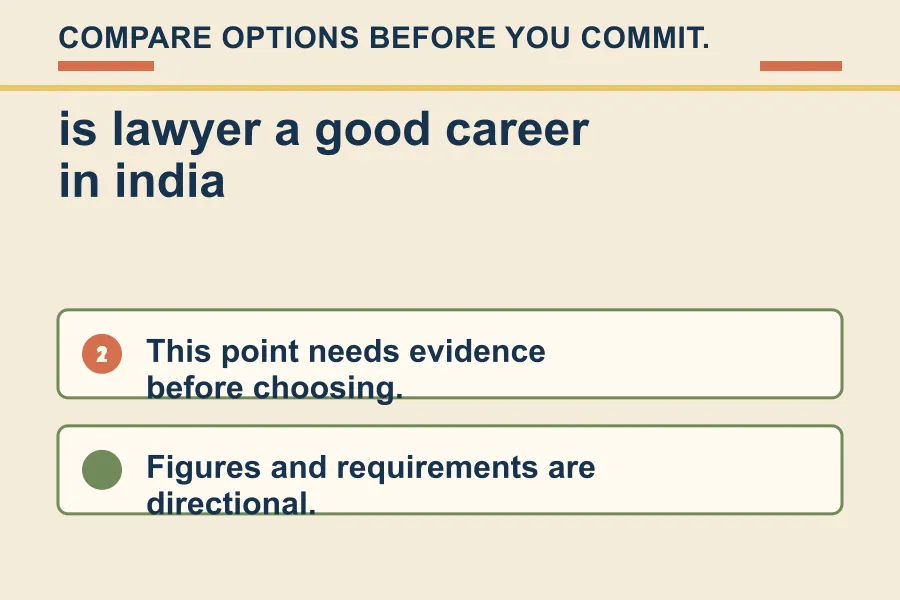 COMPARE OPTIONS BEFORE YOU COMMIT.
is lawyer a good career
in india
2
This point needs evidence
before choosing.
Figures and requirements are
directional.